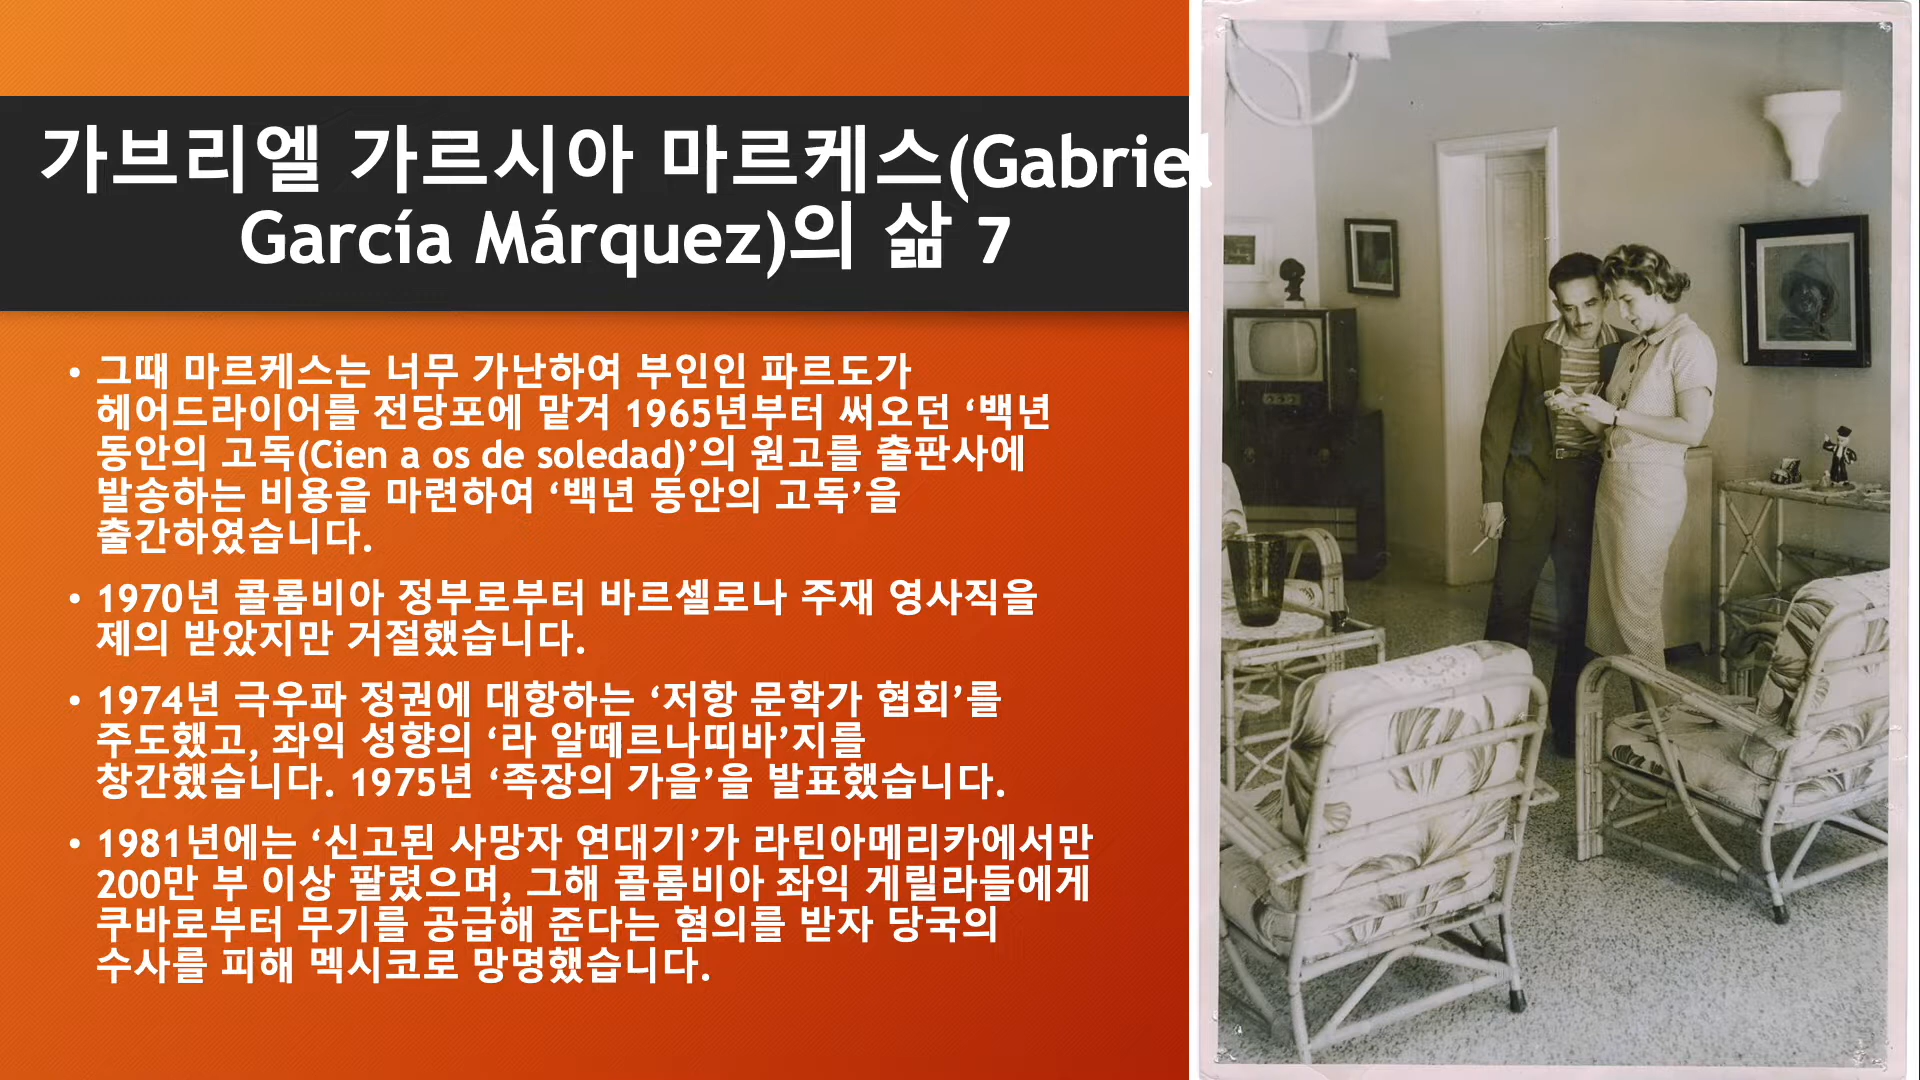 가브리엘 가르시아 마르케스(Gabriel
García Márquez)의 삶 7
• 그때 마르케스는 너무 가난하여 부인인 파르도가
헤어드라이어를 전당포에 맡겨 1965년부터 써오던 ‘백년
동안의 고독(Cien a os de soledad)’의 원고를 출판사에
발송하는 비용을 마련하여 ‘백년 동안의 고독’을
출간하였습니다.
• 1970년 콜롬비아 정부로부터 바르셀로나 주재 영사직을
제의 받았지만 거절했습니다.
• 1974년 극우파 정권에 대항하는 ‘저항 문학가 협회’를
주도했고, 좌익 성향의 ‘라 알떼르나띠바’지를
창간했습니다. 1975년 ‘족장의 가을’을 발표했습니다.
• 1981년에는 ‘신고된 사망자 연대기’가 라틴아메리카에서만
200만 부 이상 팔렸으며, 그해 콜롬비아 좌익 게릴라들에게
쿠바로부터 무기를 공급해 준다는 혐의를 받자 당국의
수사를 피해 멕시코로 망명했습니다.